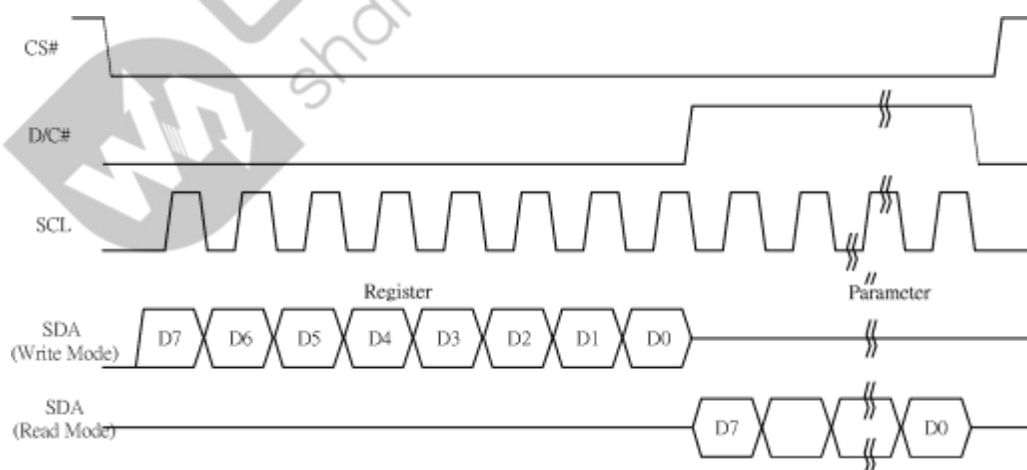 CS#
D/C#
SCL
Register
Parameter
SDA
(Write Mode)
D7 D6 D5 D4 D3 D2 D1 D0
SDA
(Read Mode)
D7 D0